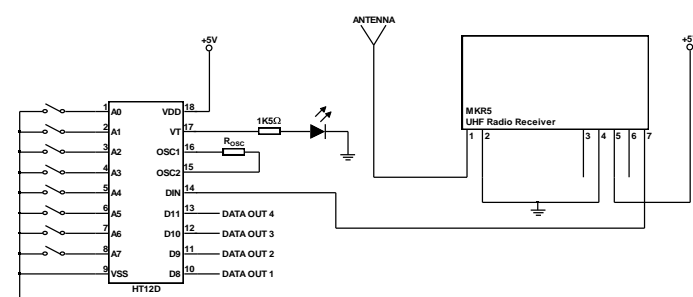 ANTENNA
+5V
+5
MKR5
UHF Radio Receiver
1 2 3 4 5 6 7
1 A0 VDD 18
2 A1 VT 17
1K5Ω
3 A2 OSC1 16
ROSC
4 A3 OSC2 15
5 A4 DIN 14
6 A5 D11 13 DATA OUT 4
7 A6 D10 12 DATA OUT 3
8 A7 D9 11 DATA OUT 2
9 VSS D8 10 DATA OUT 1
HT12D